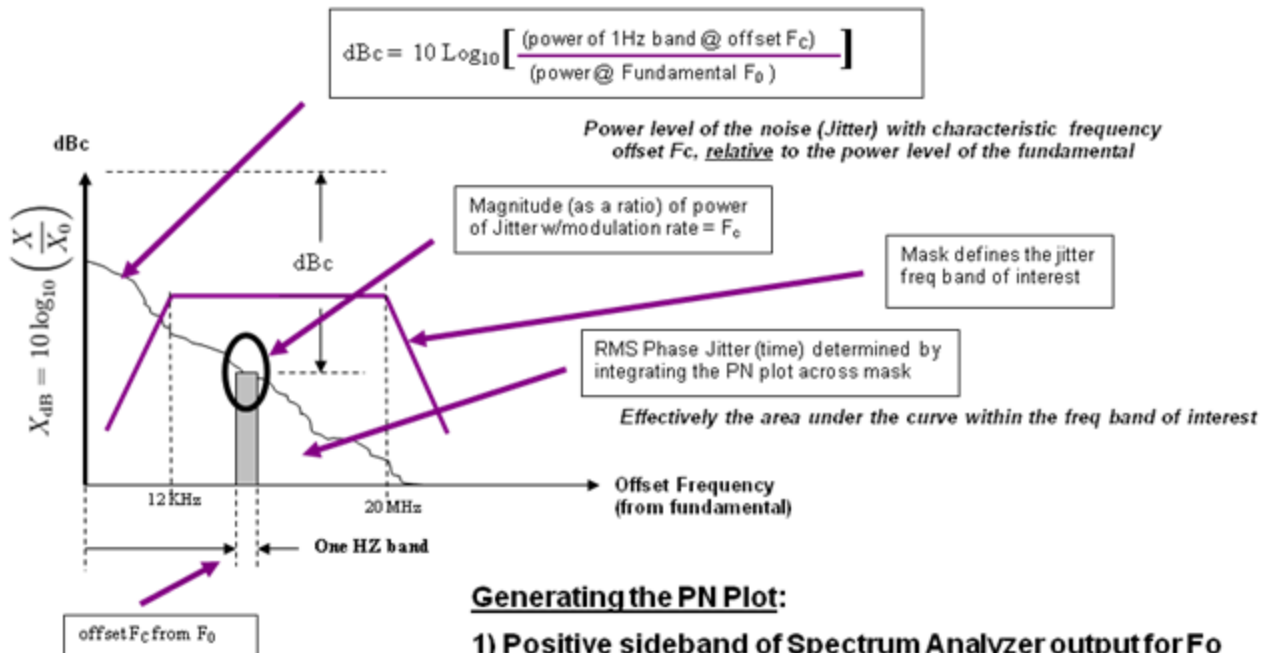 dBc = 10 Log10[ (power of 1Hz band @ offset FC)
(power@ Fundamental F0 ) ]
Power level of the noise (Jitter) with characteristic frequency
offset Fc, relative to the power level of the fundamental
dBc
Magnitude (as a ratio) of power
of Jitter w/modulation rate = Fc
Mask defines the jitter
freq band of interest
dBc
XdB = 10 log10 (X/X0)
RMS Phase Jitter (time) determined by
integrating the PN plot across mask
Effectively the area under the curve within the freq band of interest
12 KHz
20 MHz
Offset Frequency
(from fundamental)
One HZ band
offset FC from F0
Generating the PN Plot:
1) Positive sideband of Spectrum Analyzer output for Fo